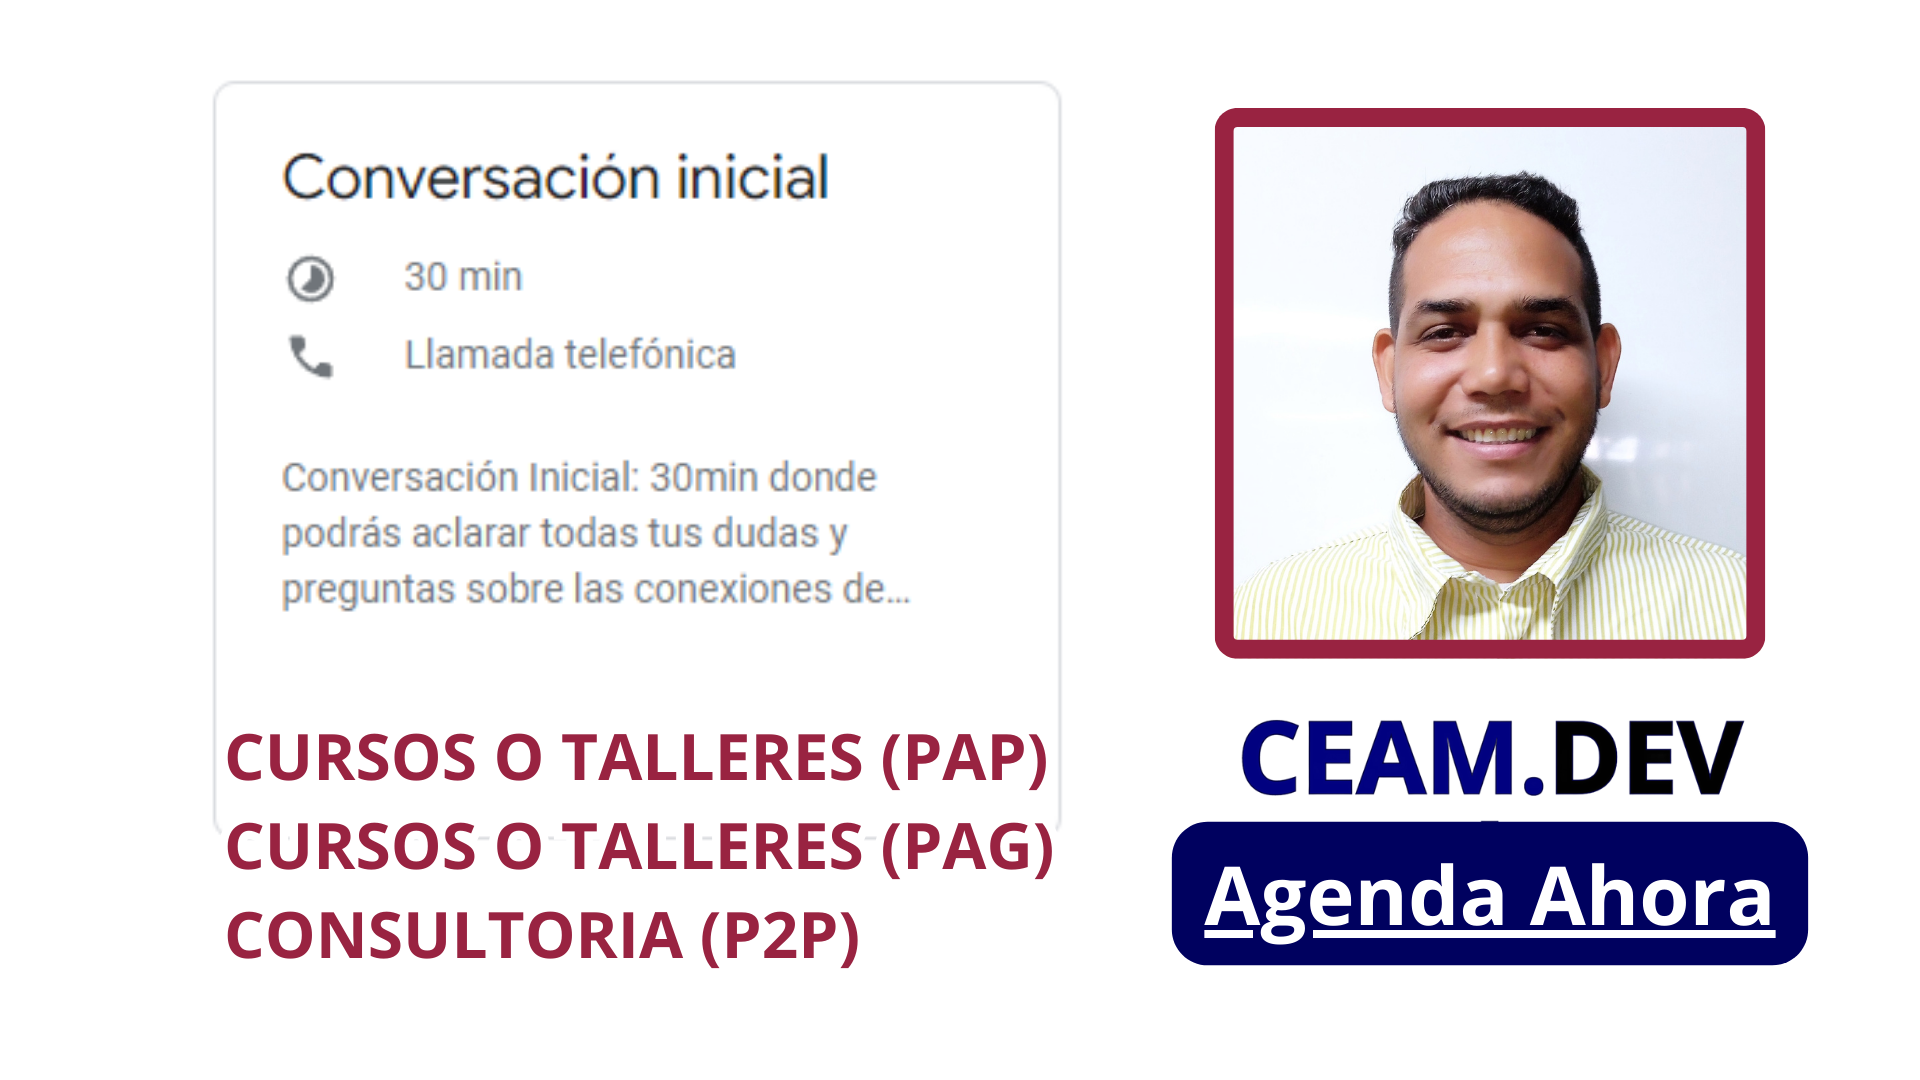 Conversación inicial
30 min
Llamada telefónica
Conversación Inicial: 30min donde
podrás aclarar todas tus dudas y
preguntas sobre las conexiones de...
CURSOS O TALLERES (PAP)
CURSOS O TALLERES (PAG)
CONSULTORIA (P2P)
CEAM.DEV
Agenda Ahora